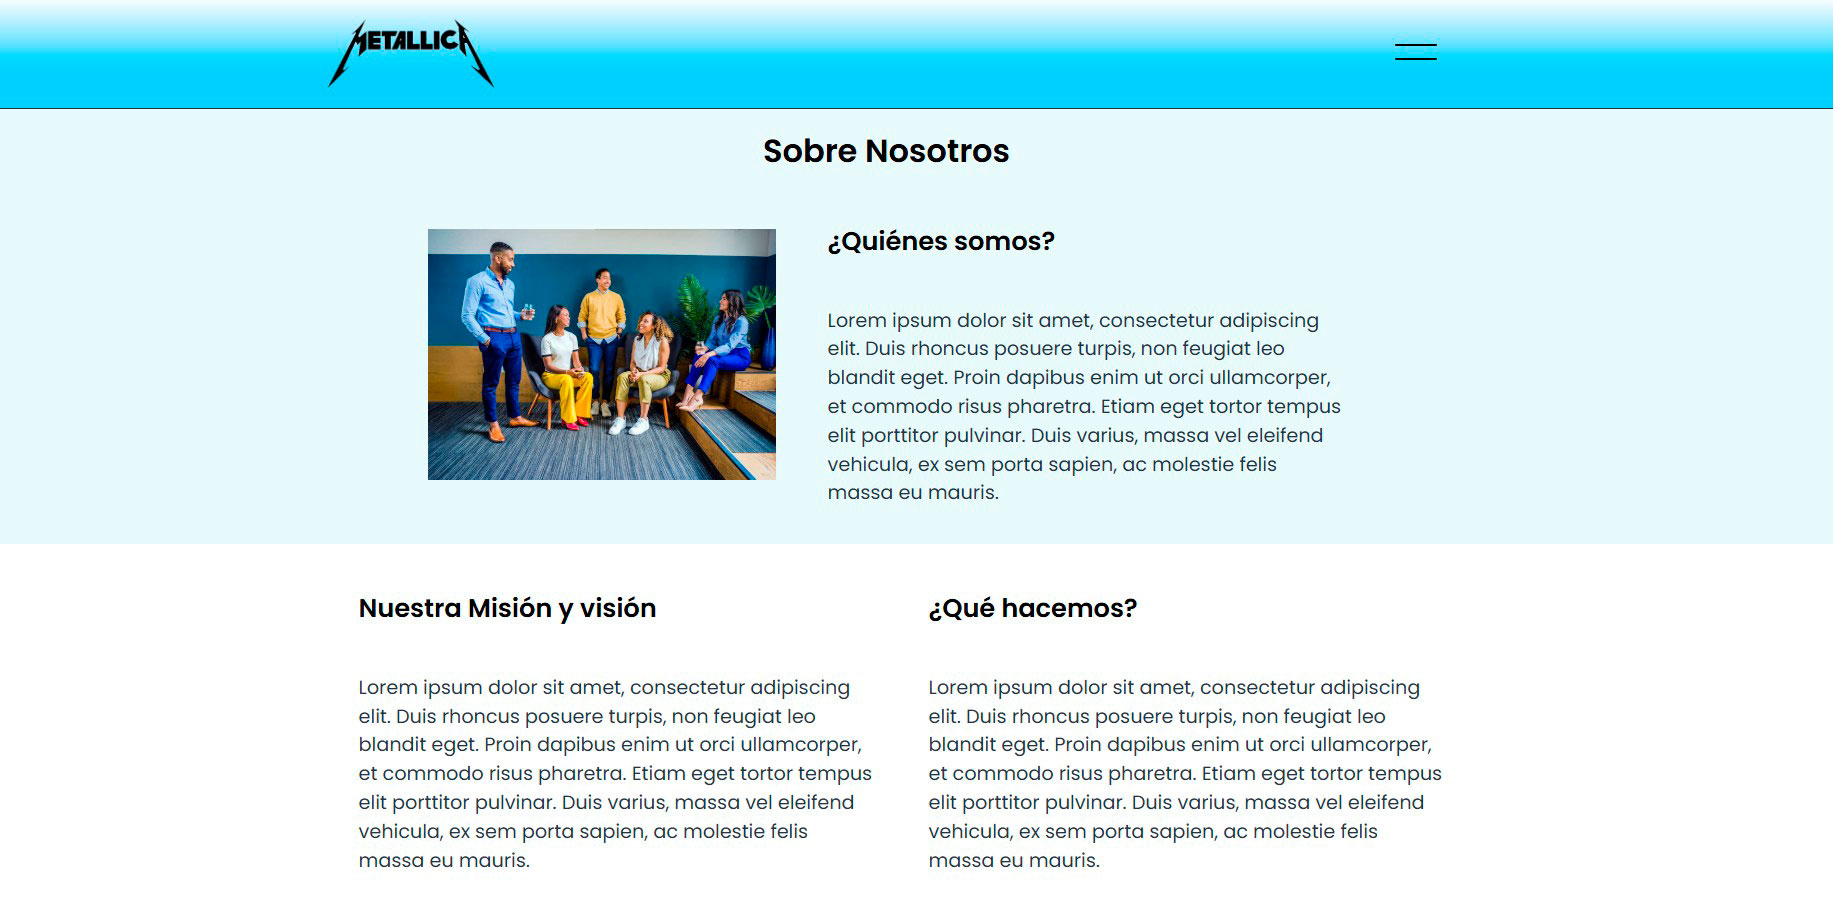 METALLICA
Sobre Nosotros
¿Quiénes somos?
Lorem ipsum dolor sit amet, consectetur adipiscing
elit. Duis rhoncus posuere turpis, non feugiat leo
blandit eget. Proin dapibus enim ut orci ullamcorper,
et commodo risus pharetra. Etiam eget tortor tempus
elit porttitor pulvinar. Duis varius, massa vel eleifend
vehicula, ex sem porta sapien, ac molestie felis
massa eu mauris.
Nuestra Misión y visión
Lorem ipsum dolor sit amet, consectetur adipiscing
elit. Duis rhoncus posuere turpis, non feugiat leo
blandit eget. Proin dapibus enim ut orci ullamcorper,
et commodo risus pharetra. Etiam eget tortor tempus
elit porttitor pulvinar. Duis varius, massa vel eleifend
vehicula, ex sem porta sapien, ac molestie felis
massa eu mauris.
¿Qué hacemos?
Lorem ipsum dolor sit amet, consectetur adipiscing
elit. Duis rhoncus posuere turpis, non feugiat leo
blandit eget. Proin dapibus enim ut orci ullamcorper,
et commodo risus pharetra. Etiam eget tortor tempus
elit porttitor pulvinar. Duis varius, massa vel eleifend
vehicula, ex sem porta sapien, ac molestie felis
massa eu mauris.